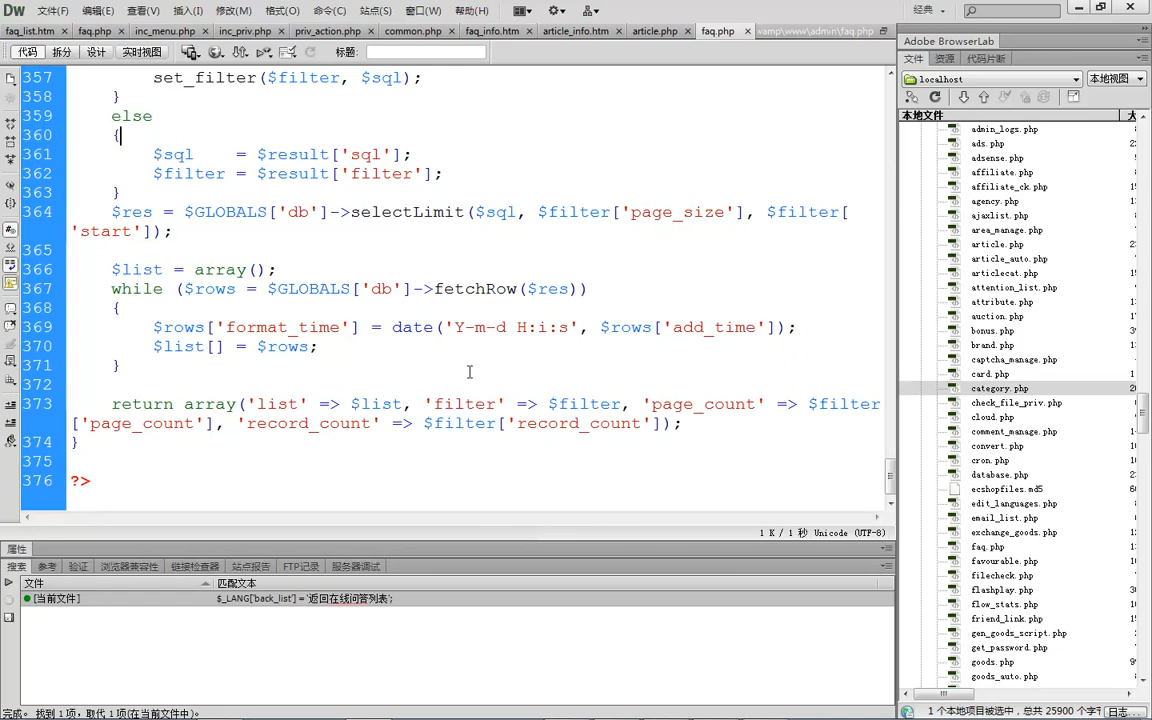 Dw 文件(F) 编辑(E) 查看(V) 插入(I) 修改(M) 格式(O) 命令(C) 站点(S) 窗口(W) 帮助(H) 经典
faq_list.htm × faq.php × inc_menu.php × inc_priv.php × priv_action.php × common.php × faq_info.htm × article_info.htm × article.php × faq.php × wamp\www\admin\faq.php
代码 拆分 设计 实时视图 标题:
357 set_filter($filter, $sql);
358 }
359 else
360 {
361 $sql = $result['sql'];
362 $filter = $result['filter'];
363 }
364 $res = $GLOBALS['db']->selectLimit($sql, $filter['page_size'], $filter[
'start']);
365
366 $list = array();
367 while ($rows = $GLOBALS['db']->fetchRow($res))
368 {
369 $rows['format_time'] = date('Y-m-d H:i:s', $rows['add_time']);
370 $list[] = $rows;
371 }
372
373 return array('list' => $list, 'filter' => $filter, 'page_count' => $filter
['page_count'], 'record_count' => $filter['record_count']);
374 }
375
376 ?>
1 K / 1 秒 Unicode (UTF-8)
属性
搜索 参考 验证 浏览器兼容性 链接检查器 站点报告 FTP记录 服务器调试
文件 匹配文本
[当前文件] $_LANG['back_list'] = '返回在线问答列表';
完成。 找到 1项，取代 1项(在当前文件中)。
Adobe BrowserLab
文件 资源 代码片断
localhost 本地视图
本地文件 大
admin_logs.php
ads.php
adsense.php
affiliate.php
affiliate_ck.php
agency.php
ajaxlist.php
area_manage.php
article.php
article_auto.php
articlecat.php
attention_list.php
attribute.php
auction.php
bonus.php
brand.php
captcha_manage.php
card.php
category.php
check_file_priv.php
cloud.php
comment_manage.php
convert.php
cron.php
database.php
ecshopfiles.md5
edit_languages.php
email_list.php
exchange_goods.php
faq.php
favourable.php
filecheck.php
flashplay.php
flow_stats.php
friend_link.php
gen_goods_script.php
get_password.php
goods.php
goods_auto.php
1 个本地项目被选中，总共 25900 个字 日志...